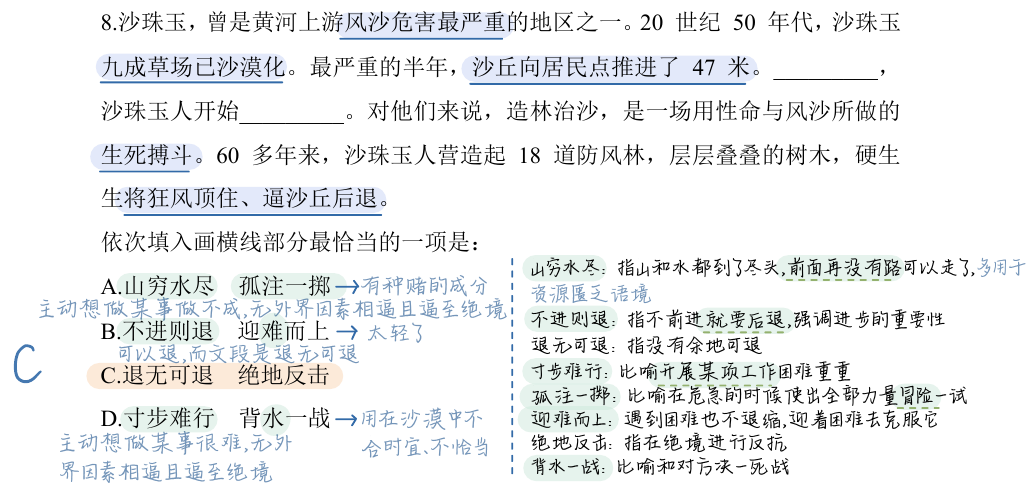 8.沙珠玉，曾是黄河上游风沙危害最严重的地区之一。20 世纪 50 年代，沙珠玉
九成草场已沙漠化。最严重的半年，沙丘向居民点推进了 47 米。_________，
沙珠玉人开始_________。对他们来说，造林治沙，是一场用性命与风沙所做的
生死搏斗。60 多年来，沙珠玉人营造起 18 道防风林，层层叠叠的树木，硬生
生将狂风顶住、逼沙丘后退。
依次填入画横线部分最恰当的一项是：
A.山穷水尽 孤注一掷→有种赌的成分
主动想做某事做不成,无外界因素相逼且逼至绝境
B.不进则退 迎难而上→太轻了
可以退,而文段是退无可退
C
C.退无可退 绝地反击
D.寸步难行 背水一战→用在沙漠中不
合时宜、不恰当
主动想做某事很难,无外
界因素相逼且逼至绝境
山穷水尽：指山和水都到了尽头,前面再没有路可以走了,多用于
资源匮乏语境
不进则退：指不前进就要后退,强调进步的重要性
退无可退：指没有余地可退
寸步难行：比喻开展某项工作困难重重
孤注一掷：比喻在危急的时候使出全部力量冒险一试
迎难而上：遇到困难也不退缩,迎着困难去克服它
绝地反击：指在绝境进行反抗
背水一战：比喻和对方决一死战